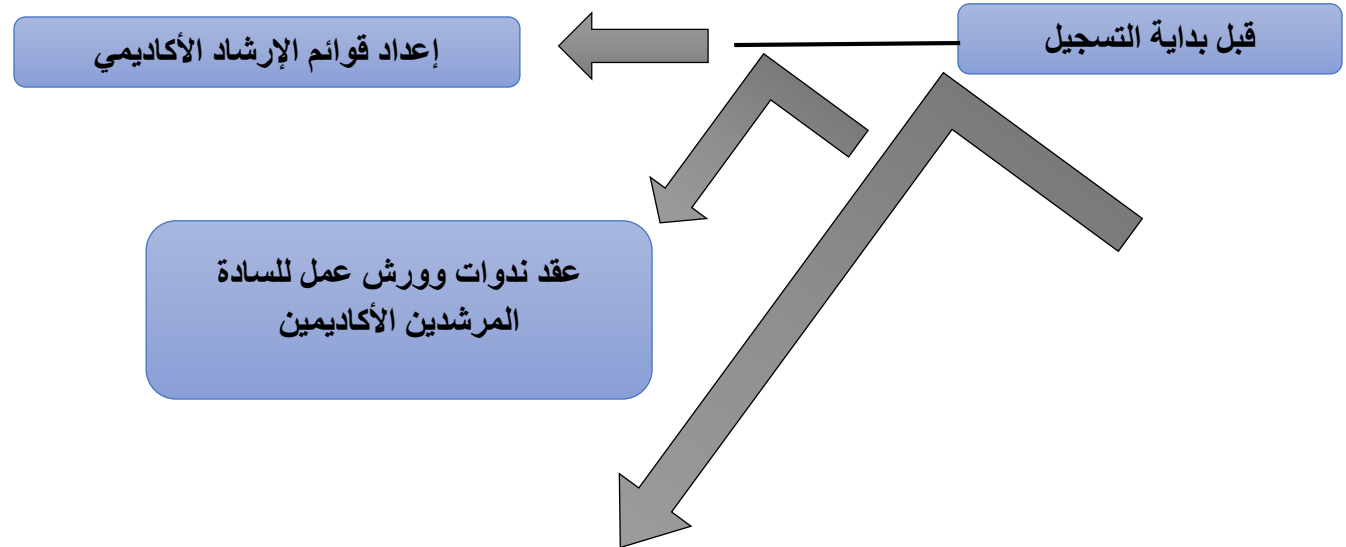 قبل بداية التسجيل
إعداد قوائم الإرشاد الأكاديمي
عقد ندوات وورش عمل للسادة
المرشدين الأكاديمين